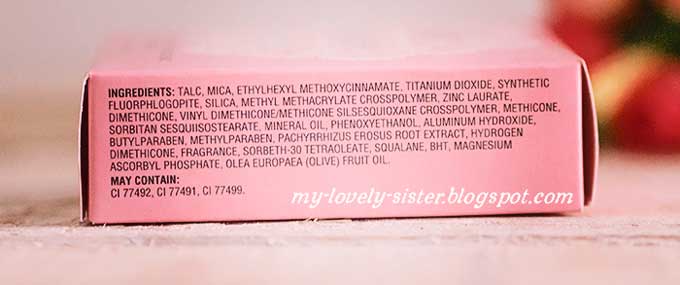 INGREDIENTS: TALC, MICA, ETHYLHEXYL METHOXYCINNAMATE, TITANIUM DIOXIDE, SYNTHETIC
FLUORPHLOGOPITE, SILICA, METHYL METHACRYLATE CROSSPOLYMER, ZINC LAURATE,
DIMETHICONE, VINYL DIMETHICONE/METHICONE SILSESQUIOXANE CROSSPOLYMER, METHICONE,
SORBITAN SESQUIISOSTEARATE, MINERAL OIL, PHENOXYETHANOL, ALUMINUM HYDROXIDE,
BUTYLPARABEN, METHYLPARABEN, PACHYRRHIZUS EROSUS ROOT EXTRACT, HYDROGEN
DIMETHICONE, FRAGRANCE, SORBETH-30 TETRAOLEATE, SQUALANE, BHT, MAGNESIUM
ASCORBYL PHOSPHATE, OLEA EUROPAEA (OLIVE) FRUIT OIL.
MAY CONTAIN:
CI 77492, CI 77491, CI 77499.
my-lovely-sister.blogspot.com